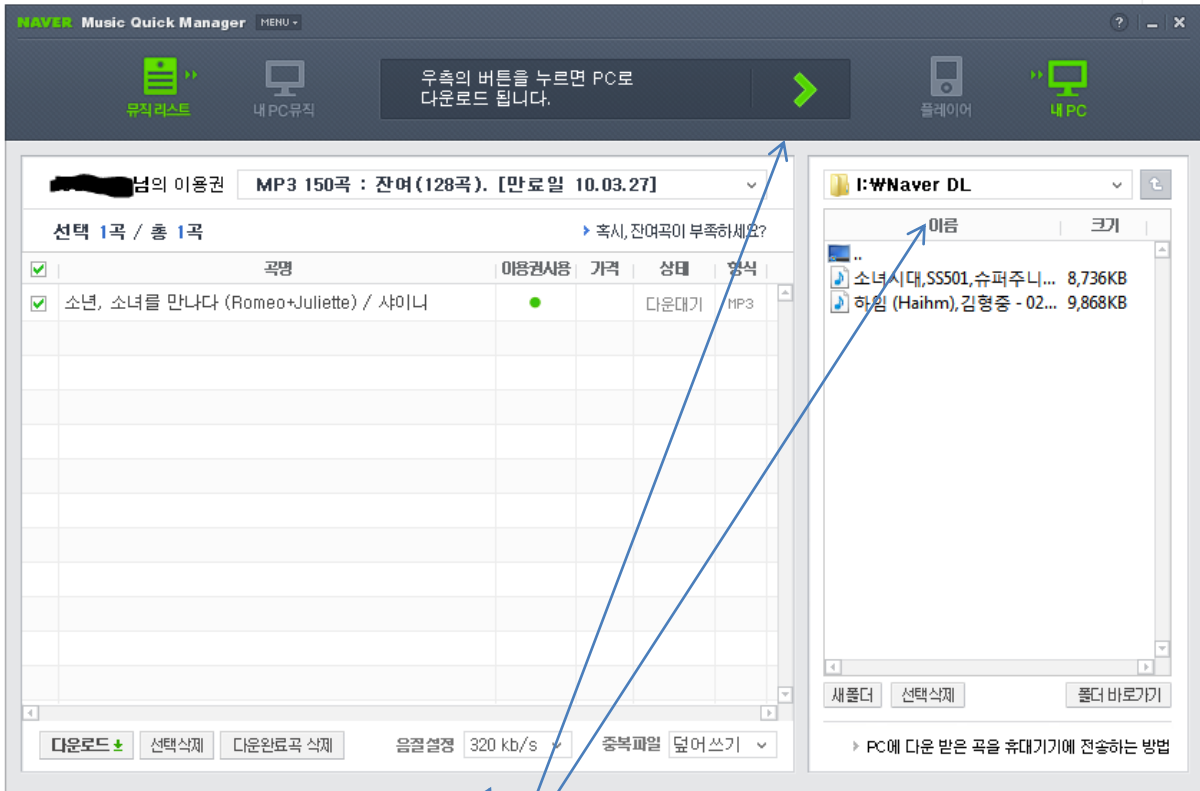 NAVER Music Quick Manager MENU
?
뮤직리스트
내 PC뮤직
우측의 버튼을 누르면 PC로
다운로드 됩니다.
플레이어
내 PC
님의 이용권
MP3 150곡 : 잔여(128곡). [만료일 10.03.27]
선택 1곡 / 총 1곡
혹시, 잔여곡이 부족하세요?
곡명 이용권사용 가격 상태 형식
소년, 소녀를 만나다 (Romeo+Juliette) / 샤이니 다운대기 MP3
다운로드 선택삭제 다운완료곡 삭제 음질설정 320 kb/s 중복파일 덮어쓰기
I:₩Naver DL
이름 크기
..
소녀시대,SS501,슈퍼주니... 8,736KB
하임 (Haihm),김형중 - 02... 9,868KB
새폴더 선택삭제 폴더 바로가기
PC에 다운 받은 곡을 휴대기기에 전송하는 방법